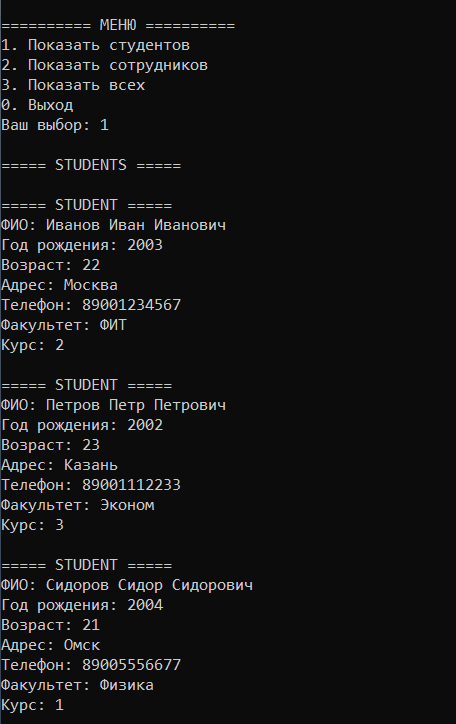 ========== МЕНЮ ==========
1. Показать студентов
2. Показать сотрудников
3. Показать всех
0. Выход
Ваш выбор: 1
===== STUDENTS =====
===== STUDENT =====
ФИО: Иванов Иван Иванович
Год рождения: 2003
Возраст: 22
Адрес: Москва
Телефон: 89001234567
Факультет: ФИТ
Курс: 2
===== STUDENT =====
ФИО: Петров Петр Петрович
Год рождения: 2002
Возраст: 23
Адрес: Казань
Телефон: 89001112233
Факультет: Эконом
Курс: 3
===== STUDENT =====
ФИО: Сидоров Сидор Сидорович
Год рождения: 2004
Возраст: 21
Адрес: Омск
Телефон: 89005556677
Факультет: Физика
Курс: 1